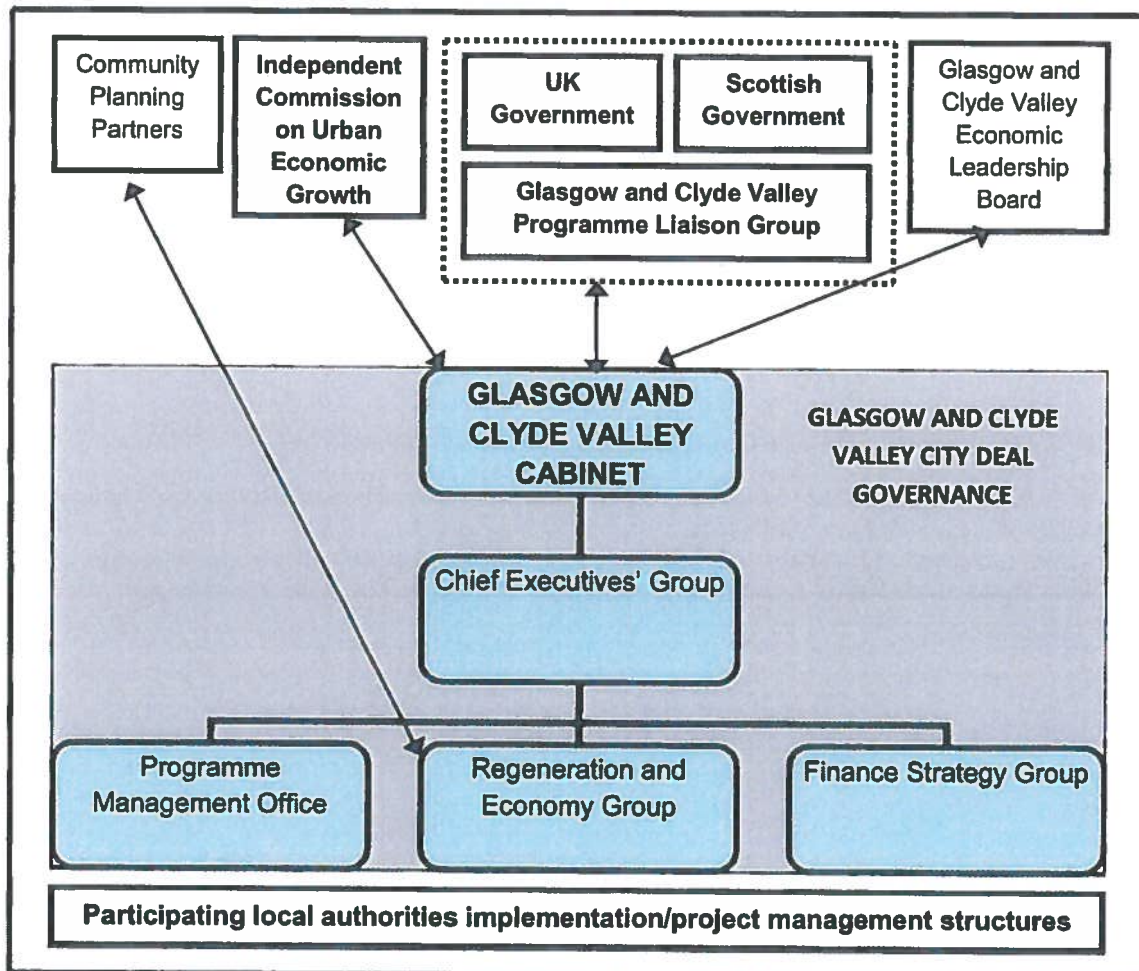 Community
Planning
Partners
Independent
Commission
on Urban
Economic
Growth
UK
Government
Scottish
Government
Glasgow and Clyde Valley
Programme Liaison Group
Glasgow and
Clyde Valley
Economic
Leadership
Board
GLASGOW AND
CLYDE VALLEY
CABINET
GLASGOW AND CLYDE
VALLEY CITY DEAL
GOVERNANCE
Chief Executives' Group
Programme
Management Office
Regeneration and
Economy Group
Finance Strategy Group
Participating local authorities implementation/project management structures